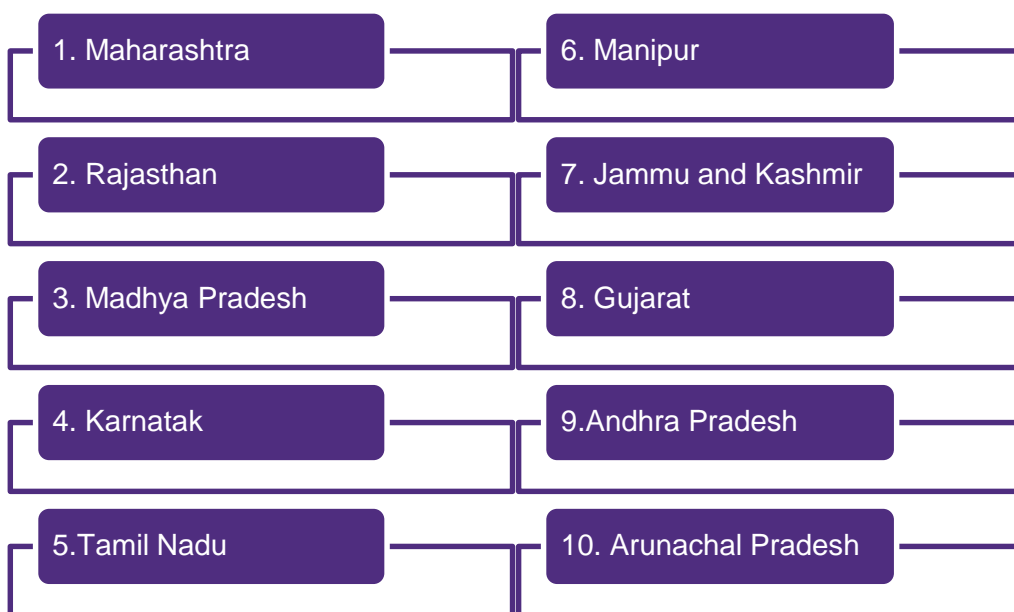 1. Maharashtra
2. Rajasthan
3. Madhya Pradesh
4. Karnatak
5.Tamil Nadu
6. Manipur
7. Jammu and Kashmir
8. Gujarat
9.Andhra Pradesh
10. Arunachal Pradesh